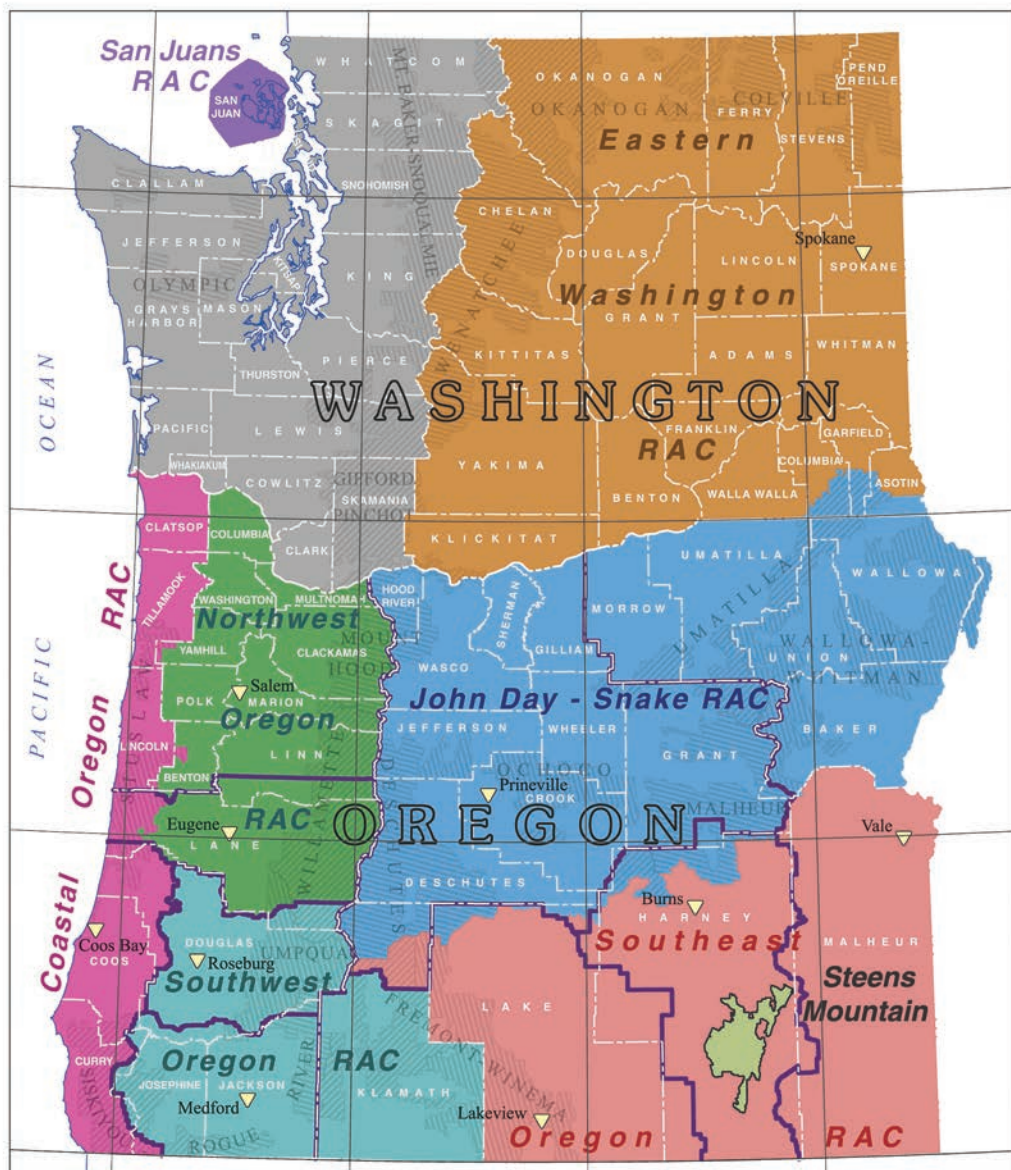 San Juans
RAC
SAN
JUAN
WHATCOM
SKAGIT
SNOHOMISH
MT.BAKER SNOQUALMIE
OKANOGAN
OKANOGAN
FERRY
COLVILLE
PEND
OREILLE
STEVENS
Eastern
CLALLAM
JEFFERSON
OLYMPIC
KITSAP
GRAYS
HARBOR
MASON
KING
CHELAN
WENATCHEE
DOUGLAS
LINCOLN
Spokane
SPOKANE
Washington
GRANT
PIERCE
THURSTON
KITTITAS
ADAMS
WHITMAN
WASHINGTON
PACIFIC
LEWIS
FRANKLIN
RAC
GARFIELD
COLUMBIA
WHAKIAKUM
COWLITZ
GIFFORD
PINCHOT
SKAMANIA
YAKIMA
BENTON
WALLA WALLA
ASOTIN
CLARK
KLICKITAT
PACIFIC
OCEAN
CLATSOP
COLUMBIA
TILLAMOOK
WASHINGTON
MULTNOMAH
HOOD
RIVER
SHERMAN
MORROW
UMATILLA
UMATILLA
WALLOWA
Northwest
MOUNT
HOOD
YAMHILL
CLACKAMAS
WASCO
GILLIAM
UNION
WALLOWA-
WHITMAN
Salem
POLK
MARION
Oregon
John Day - Snake RAC
JEFFERSON
WHEELER
GRANT
BAKER
LINCOLN
SIUSLAW
LINN
BENTON
WILLAMETTE
DESCHUTES
OCHOCO
Prineville
CROOK
MALHEUR
Eugene
RAC
LANE
OREGON
Vale
DESCHUTES
Coastal
Oregon
RAC
Burns
HARNEY
MALHEUR
Coos Bay
COOS
DOUGLAS
UMPQUA
Roseburg
Southwest
Southeast
Steens
Mountain
LAKE
FREMONT-WINEMA
CURRY
SISKIYOU
Oregon
RAC
JOSEPHINE
JACKSON
RIVER
KLAMATH
Medford
ROGUE
Lakeview
Oregon
RAC